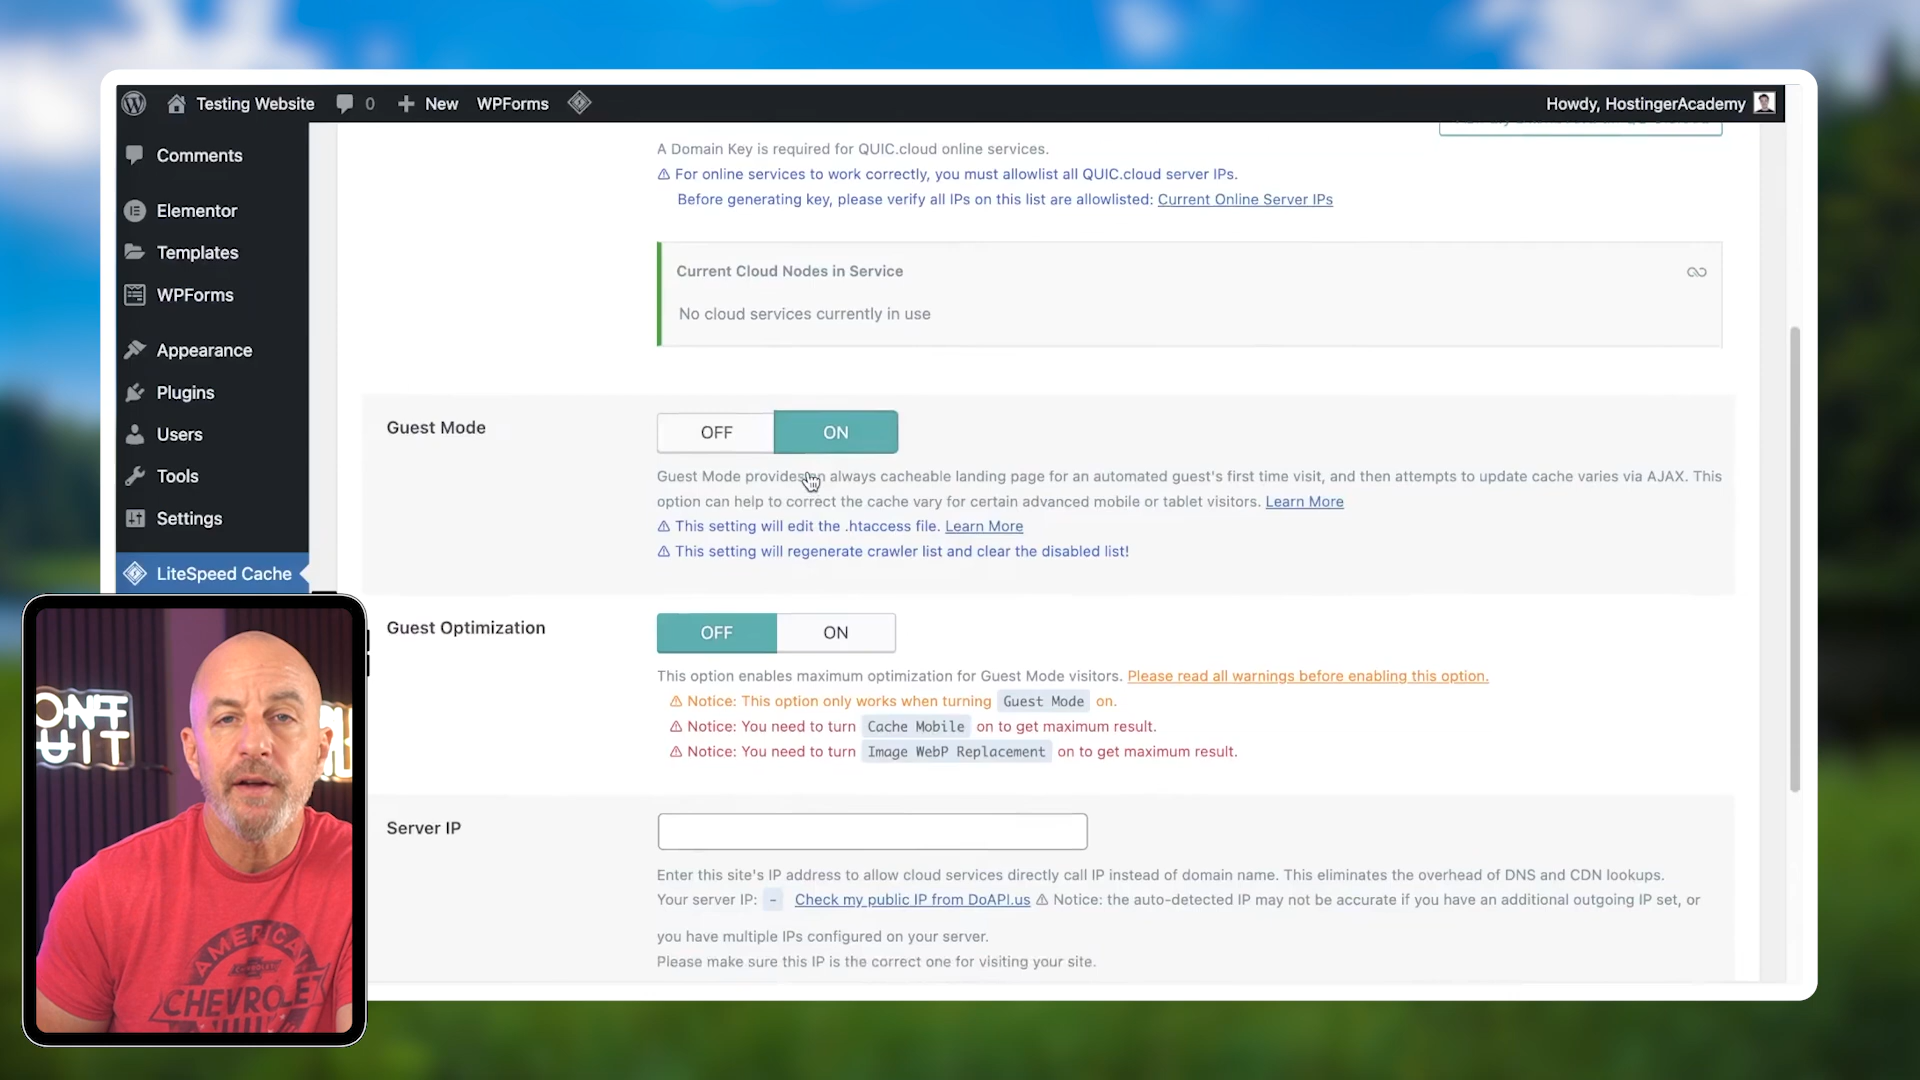 Testing Website
0
New
WPForms
Howdy, HostingerAcademy
Comments
Elementor
Templates
WPForms
Appearance
Plugins
Users
Tools
Settings
LiteSpeed Cache
A Domain Key is required for QUIC.cloud online services.
For online services to work correctly, you must allowlist all QUIC.cloud server IPs.
Before generating key, please verify all IPs on this list are allowlisted: Current Online Server IPs
Current Cloud Nodes in Service
No cloud services currently in use
Guest Mode
OFF
ON
Guest Mode provides an always cacheable landing page for an automated guest's first time visit, and then attempts to update cache varies via AJAX. This
option can help to correct the cache vary for certain advanced mobile or tablet visitors. Learn More
This setting will edit the .htaccess file. Learn More
This setting will regenerate crawler list and clear the disabled list!
Guest Optimization
OFF
ON
This option enables maximum optimization for Guest Mode visitors. Please read all warnings before enabling this option.
Notice: This option only works when turning Guest Mode on.
Notice: You need to turn Cache Mobile on to get maximum result.
Notice: You need to turn Image WebP Replacement on to get maximum result.
Server IP
Enter this site's IP address to allow cloud services directly call IP instead of domain name. This eliminates the overhead of DNS and CDN lookups.
Your server IP: - Check my public IP from DoAPI.us Notice: the auto-detected IP may not be accurate if you have an additional outgoing IP set, or
you have multiple IPs configured on your server.
Please make sure this IP is the correct one for visiting your site.
AMERICAN
CHEVROLE